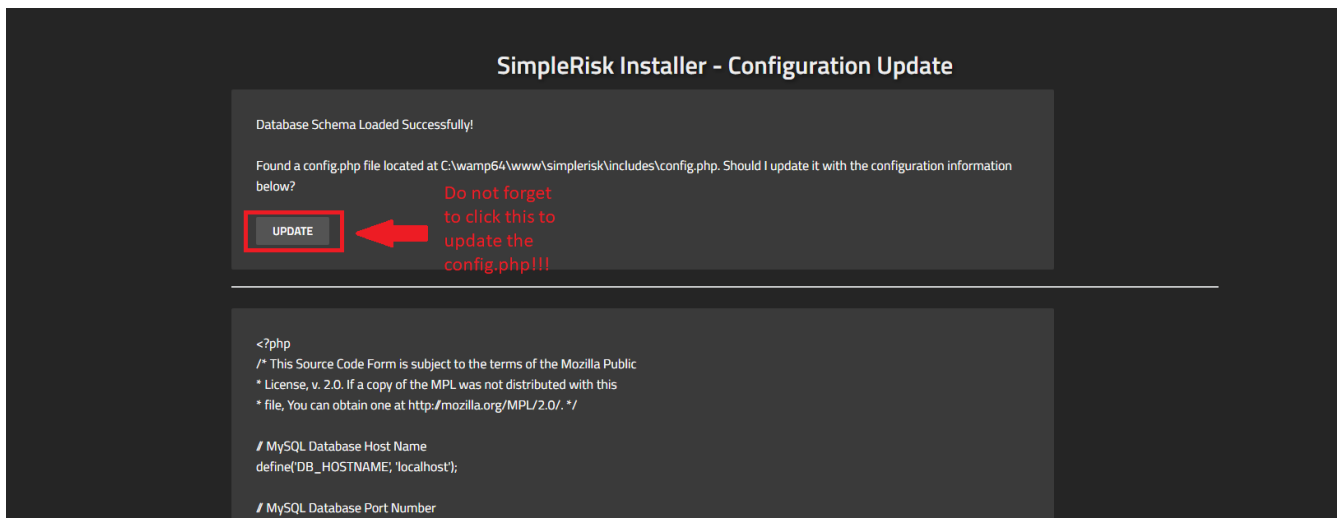 SimpleRisk Installer - Configuration Update
Database Schema Loaded Successfully!
Found a config.php file located at C:\wamp64\www\simplerisk\includes\config.php. Should I update it with the configuration information
below?
Do not forget
to click this to
update the
config.php!!!
UPDATE
<?php
/* This Source Code Form is subject to the terms of the Mozilla Public
* License, v. 2.0. If a copy of the MPL was not distributed with this
* file, You can obtain one at http://mozilla.org/MPL/2.0/. */
// MySQL Database Host Name
define('DB_HOSTNAME', 'localhost');
// MySQL Database Port Number